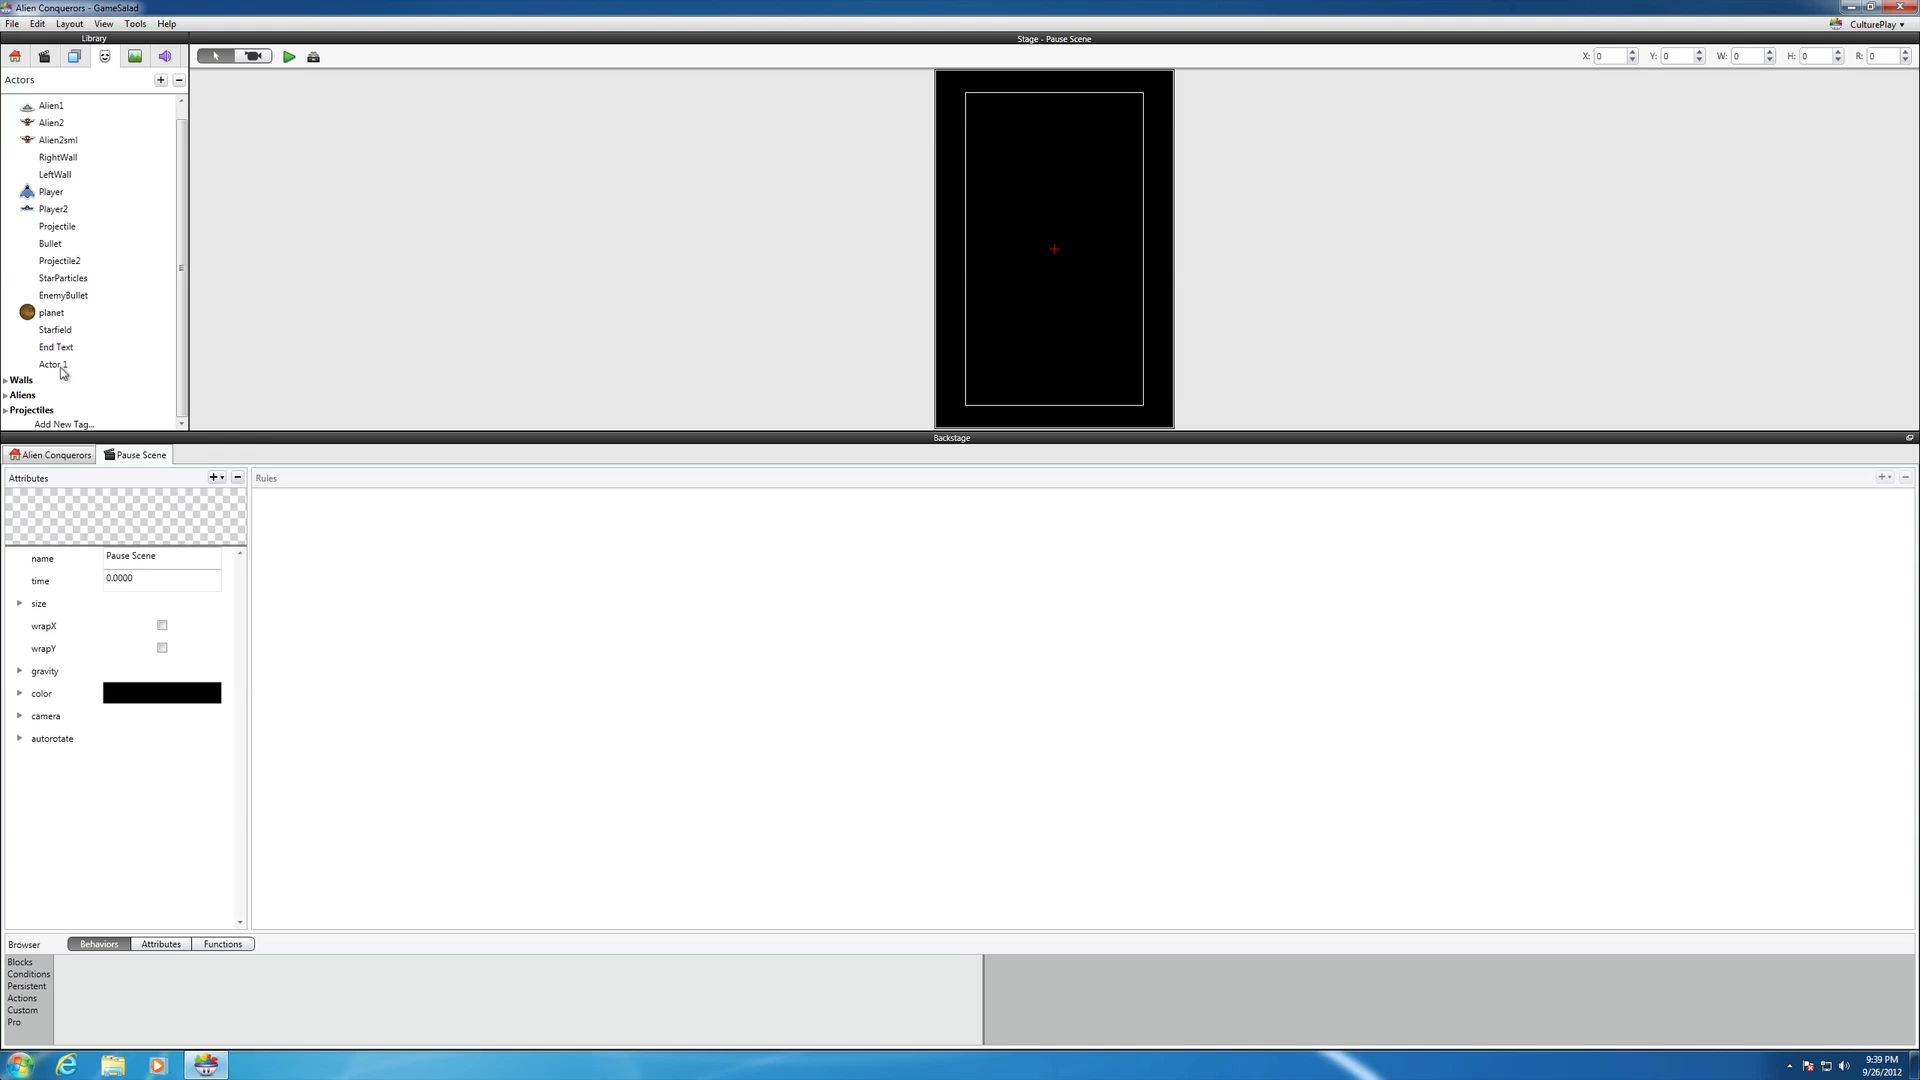 Alien Conquerors - GameSalad
File Edit Layout View Tools Help
CulturePlay
Library
Stage - Pause Scene
X: 0 Y: 0 W: 0 H: 0 R: 0
Actors
Alien1
Alien2
Alien2sml
RightWall
LeftWall
Player
Player2
Projectile
Bullet
Projectile2
StarParticles
EnemyBullet
planet
Starfield
End Text
Actor 1
Walls
Aliens
Projectiles
Add New Tag...
Backstage
Alien Conquerors
Pause Scene
Attributes
Rules
name Pause Scene
time 0.0000
size
wrapX
wrapY
gravity
color
camera
autorotate
Browser Behaviors Attributes Functions
Blocks
Conditions
Persistent
Actions
Custom
Pro
9:39 PM
9/26/2012